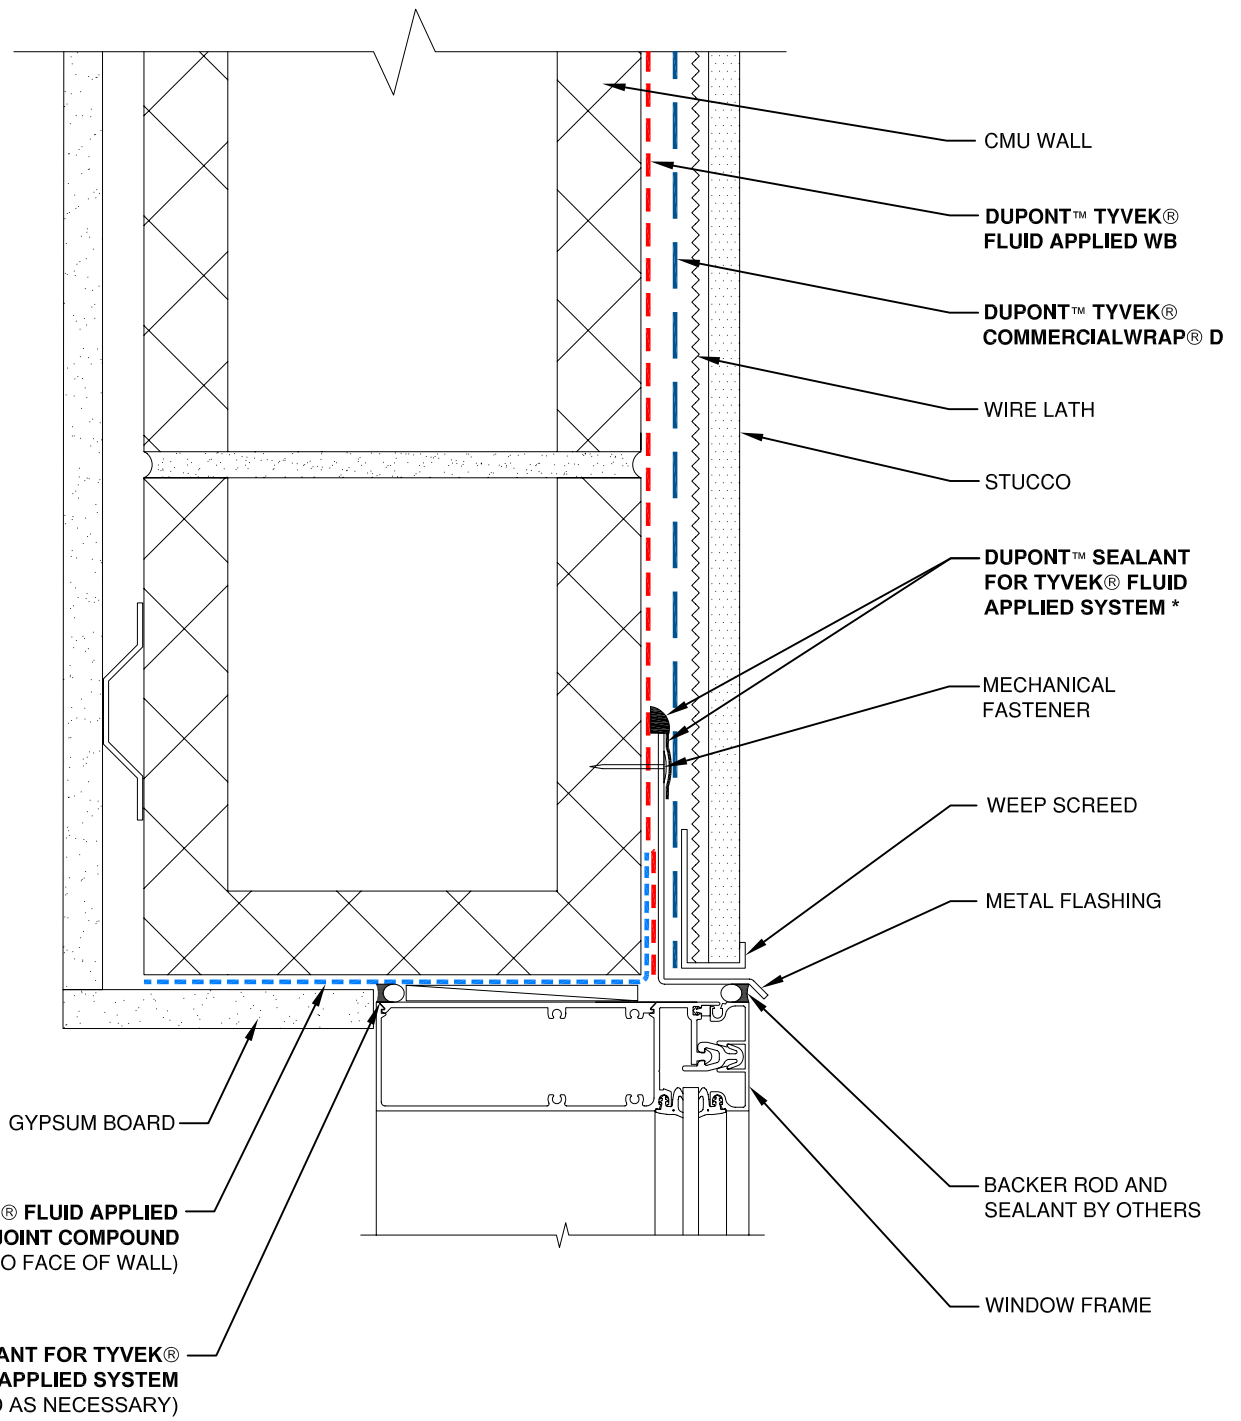 CMU WALL
DUPONT™ TYVEK®
FLUID APPLIED WB
DUPONT™ TYVEK®
COMMERCIALWRAP® D
WIRE LATH
STUCCO
DUPONT™ SEALANT
FOR TYVEK® FLUID
APPLIED SYSTEM *
MECHANICAL
FASTENER
WEEP SCREED
METAL FLASHING
BACKER ROD AND
SEALANT BY OTHERS
WINDOW FRAME
GYPSUM BOARD
® FLUID APPLIED
JOINT COMPOUND
FACE OF WALL)
FOR TYVEK®
APPLIED SYSTEM
AS NECESSARY)